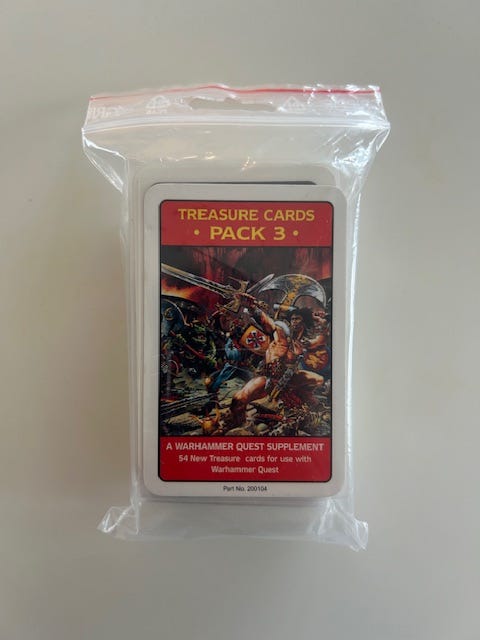 TREASURE CARDS
• PACK 3 •
A WARHAMMER QUEST SUPPLEMENT
54 New Treasure cards for use with
Warhammer Quest
Part No. 200104